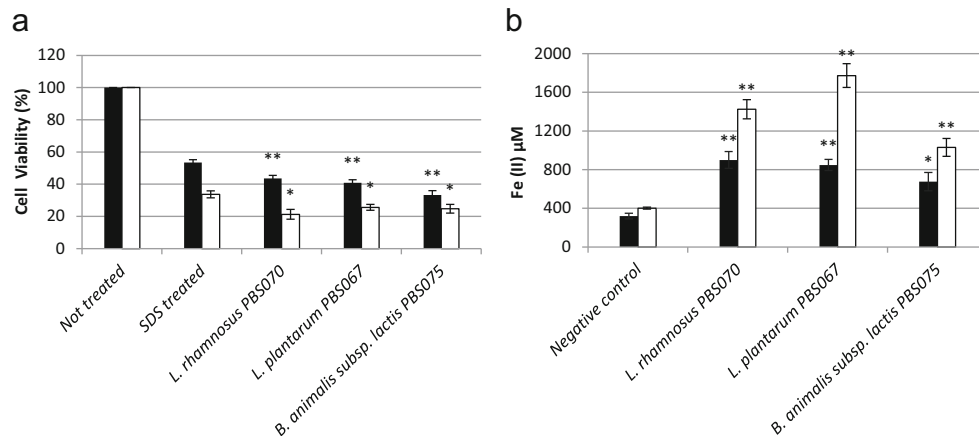 a
Cell Viability (%)
120
100
80
60
40
20
0
**
*
**
*
**
*
Not treated
SDS treated
L. rhamnosus PBS070
L. plantarum PBS067
B. animalis subsp. lactis PBS075
b
Fe (II) µM
2000
1600
1200
800
400
0
**
**
**
**
*
**
Negative control
L. rhamnosus PBS070
L. plantarum PBS067
B. animalis subsp. lactis PBS075